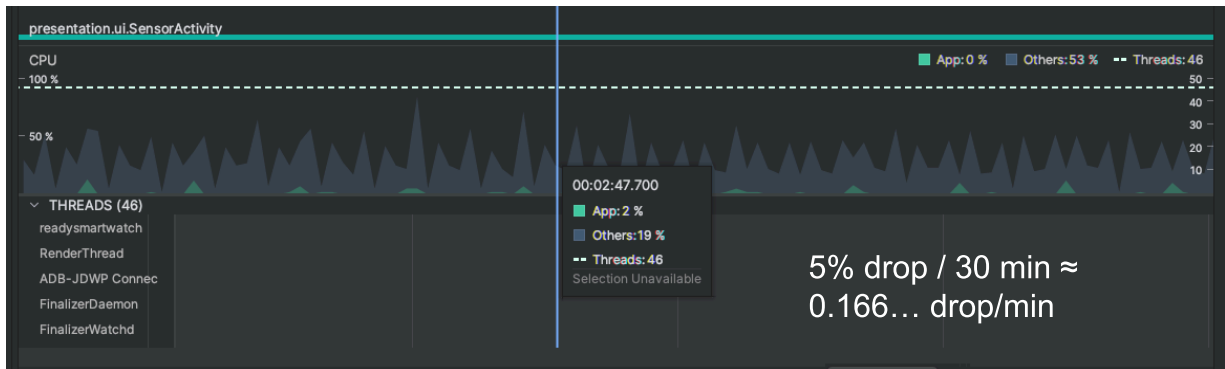 presentation.ui.SensorActivity
CPU
App:0 % Others:53 % Threads:46
100 %
50
40
50 %
30
20
10
00:02:47.700
App:2 %
Others:19 %
Threads:46
Selection Unavailable
THREADS (46)
readysmartwatch
RenderThread
ADB-JDWP Connec
FinalizerDaemon
FinalizerWatchd
5% drop / 30 min ≈
0.166… drop/min